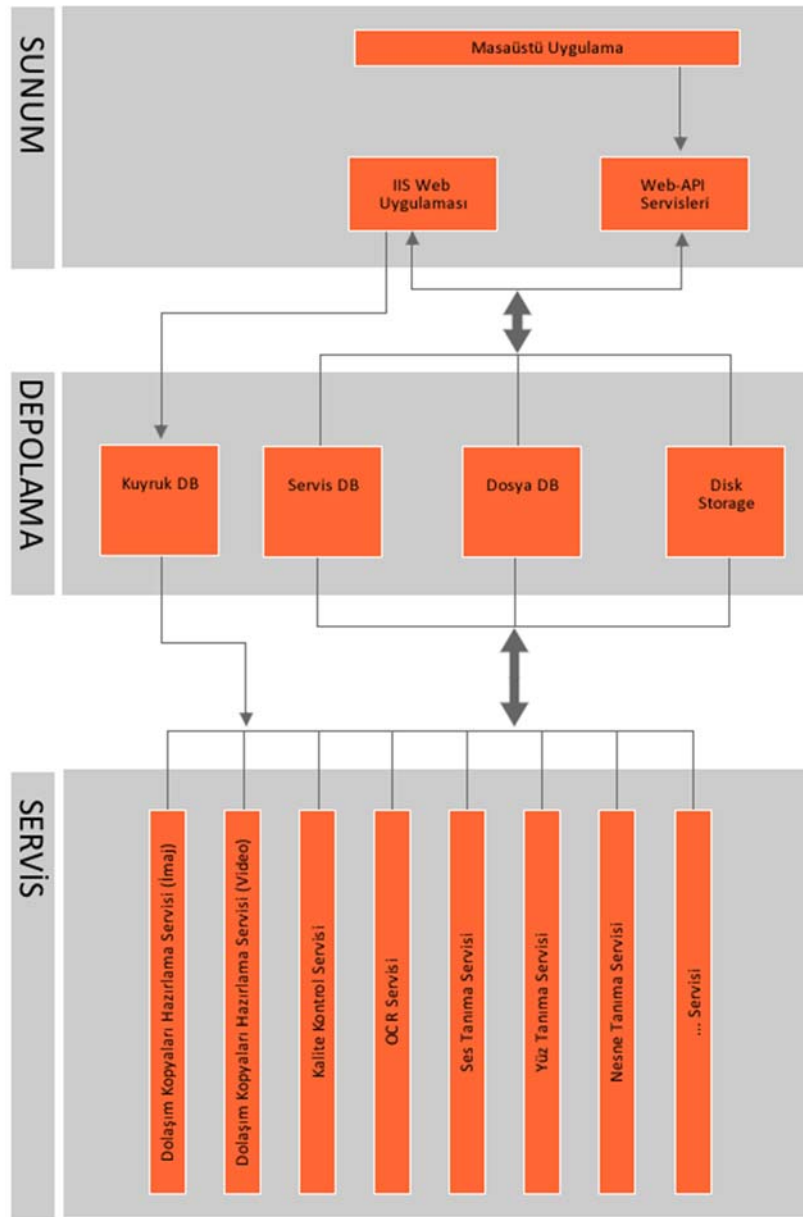 SUNUM
Masaüstü Uygulama
IIS Web
Uygulaması
Web-API
Servisleri
DEPOLAMA
Kuyruk DB
Servis DB
Dosya DB
Disk
Storage
SERVİS
Dolaşım Kopyaları Hazırlama Servisi (İmaj)
Dolaşım Kopyaları Hazırlama Servisi (Video)
Kalite Kontrol Servisi
OCR Servisi
Ses Tanıma Servisi
Yüz Tanıma Servisi
Nesne Tanıma Servisi
... Servisi